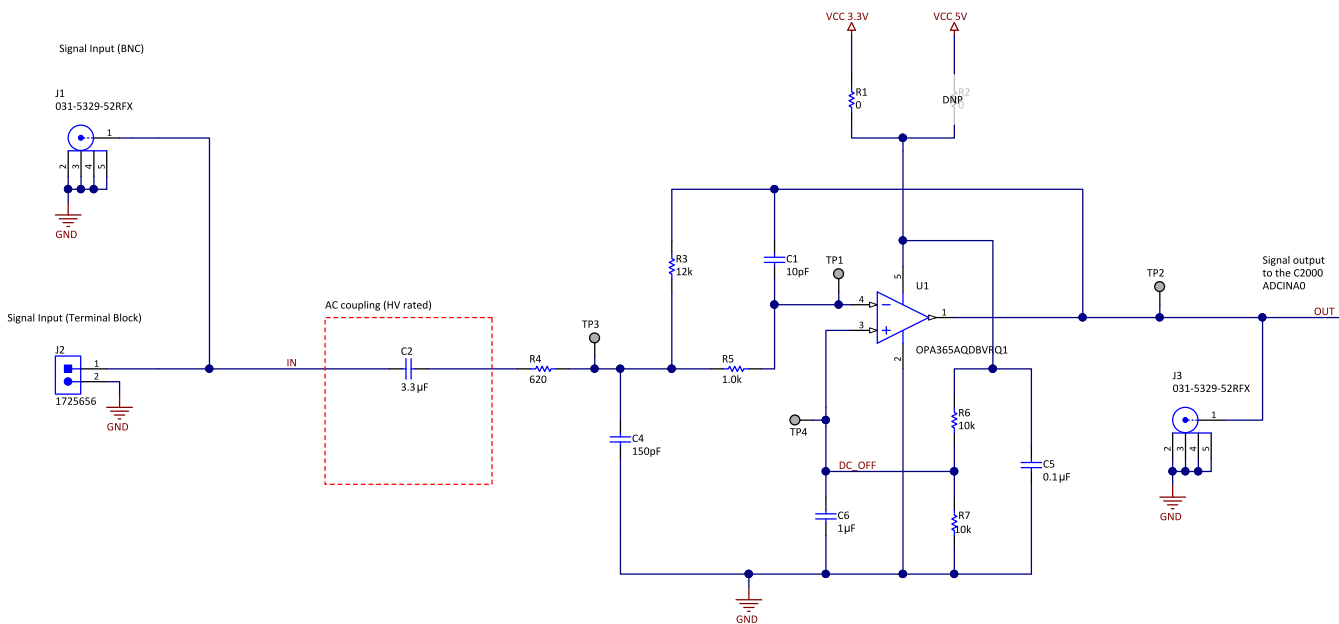 VCC 3.3V
VCC 5V
Signal Input (BNC)
J1
031-5329-52RFX
1
2
3
4
5
GND
R1
0
R2
0
DNP
R3
12k
C1
10pF
TP1
4
3
5
2
1
U1
OPA365AQDBVRQ1
TP2
Signal output
to the C2000
ADCINA0
OUT
AC coupling (HV rated)
Signal Input (Terminal Block)
J2
1
2
1725656
GND
IN
C2
3.3µF
R4
620
TP3
R5
1.0k
C4
150pF
TP4
DC_OFF
R6
10k
C5
0.1µF
C6
1µF
R7
10k
GND
J3
031-5329-52RFX
1
2
3
4
5
GND